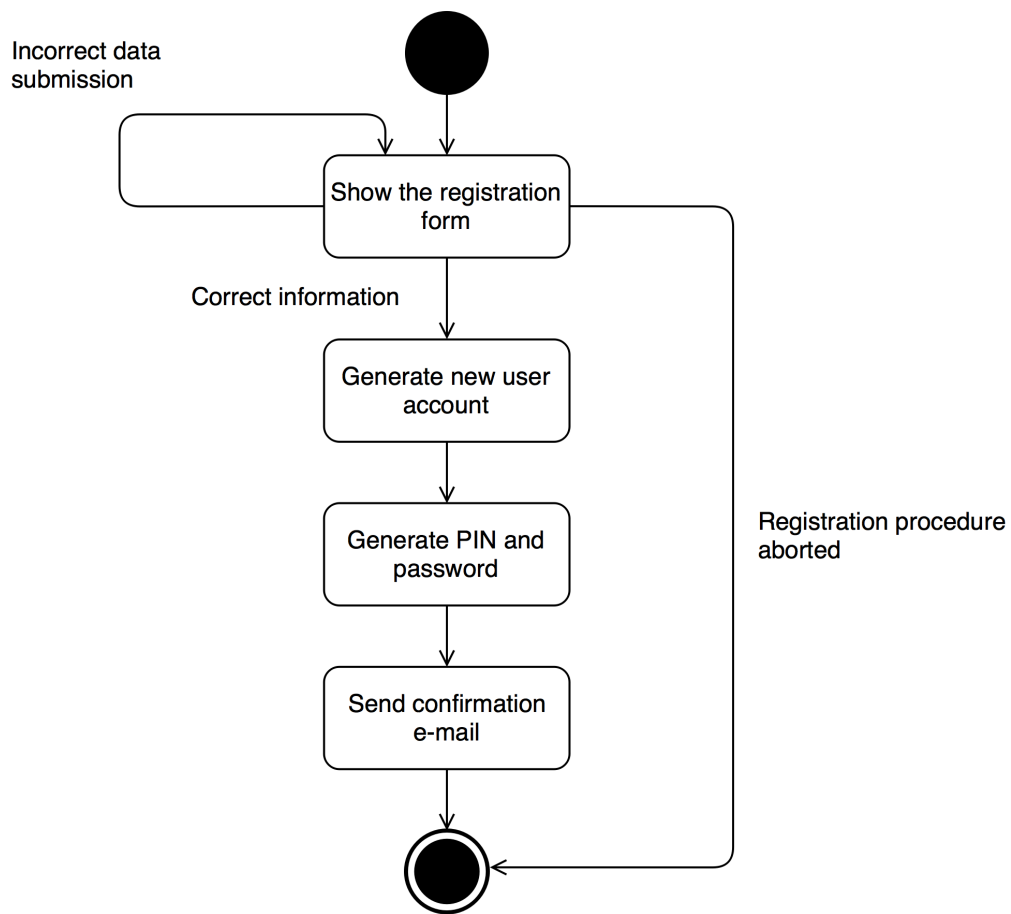 Incorrect data
submission
Show the registration
form
Correct information
Generate new user
account
Generate PIN and
password
Registration procedure
aborted
Send confirmation
e-mail